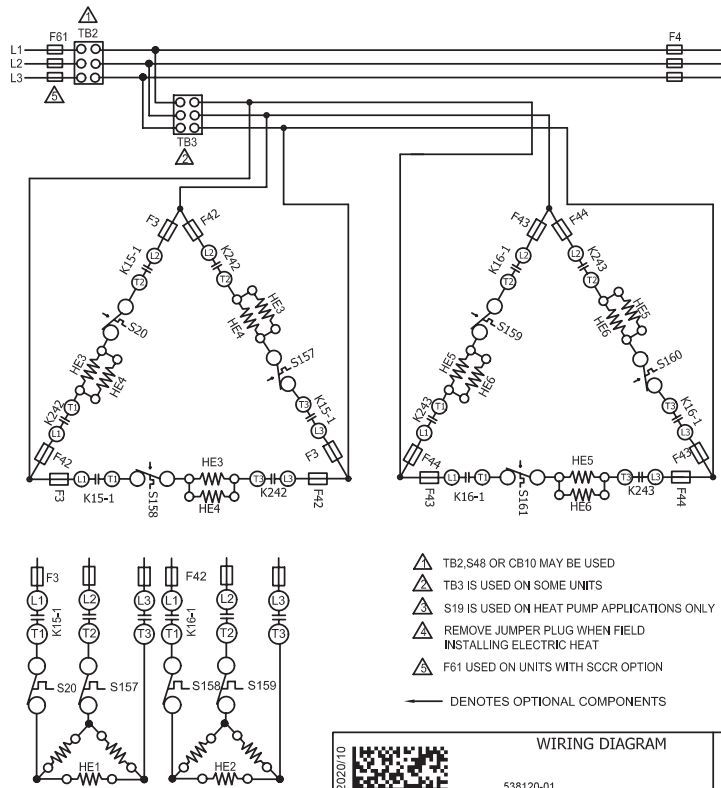 1
F61 TB2 F4
L1
L2
L3
5
TB3
2
F3 F42 F43 F44
L2 L2 L2 L2
K15-1 K242 K16-1 K243
T2 T2 T2 T2
S20 HE3 S159 HE5
HE4 HE6
HE3 S157 HE5 S160
HE4 HE6
K242 T1 T3 K15-1 K243 T1 T3 K16-1
L1 L3 L1 L3
F42 F3 F44 F43
F3 L1 T1 S158 HE3 T3 L3 F42 F43 L1 T1 S161 HE5 T3 L3 F44
K15-1 HE4 K242 K16-1 HE6 K243
F3 F42
L1 L2 L3 L1 L2 L3
K15-1 K16-1
T1 T2 T3 T1 T2 T3
S20 S157 S158 S159
HE1 HE2
1 TB2,S48 OR CB10 MAY BE USED
2 TB3 IS USED ON SOME UNITS
3 S19 IS USED ON HEAT PUMP APPLICATIONS ONLY
4 REMOVE JUMPER PLUG WHEN FIELD
INSTALLING ELECTRIC HEAT
5 F61 USED ON UNITS WITH SCCR OPTION
DENOTES OPTIONAL COMPONENTS
2020/10
WIRING DIAGRAM
538120-01